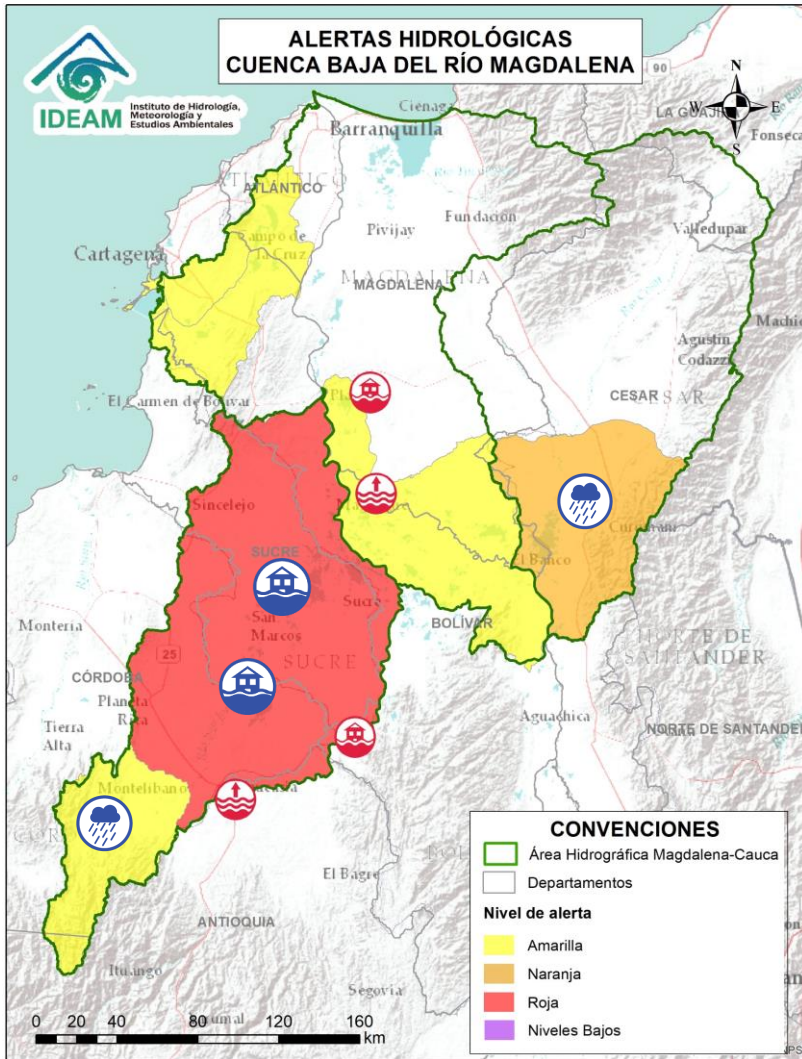 ALERTAS HIDROLÓGICAS
CUENCA BAJA DEL RÍO MAGDALENA
IDEAM
Instituto de Hidrología,
Meteorología y
Estudios Ambientales
N
W
E
S
90
Ciénaga
LA GUAJIRA
Barranquilla
Fonseca
ATLÁNTICO
Campo de
la Cruz
Pivijay
Fundación
Valledupar
Cartagena
MAGDALENA
MAGDALENA
Agustín
Codazzi
El Carmen de Bolívar
CESAR
CESAR
Sincelejo
Curumaní
El Banco
SUCRE
Sucre
San
Marcos
BOLÍVAR
Montería
SUCRE
NORTE DE
SANTANDER
25
CÓRDOBA
Planeta
Rica
Aguachica
Tierra
Alta
NORTE DE SANTANDER
Montelíbano
El Bagre
ANTIOQUIA
Ituango
Segovia
CONVENCIONES
Área Hidrográfica Magdalena-Cauca
Departamentos
Nivel de alerta
Amarilla
Naranja
Roja
Niveles Bajos
0 20 40 80 120 160
km